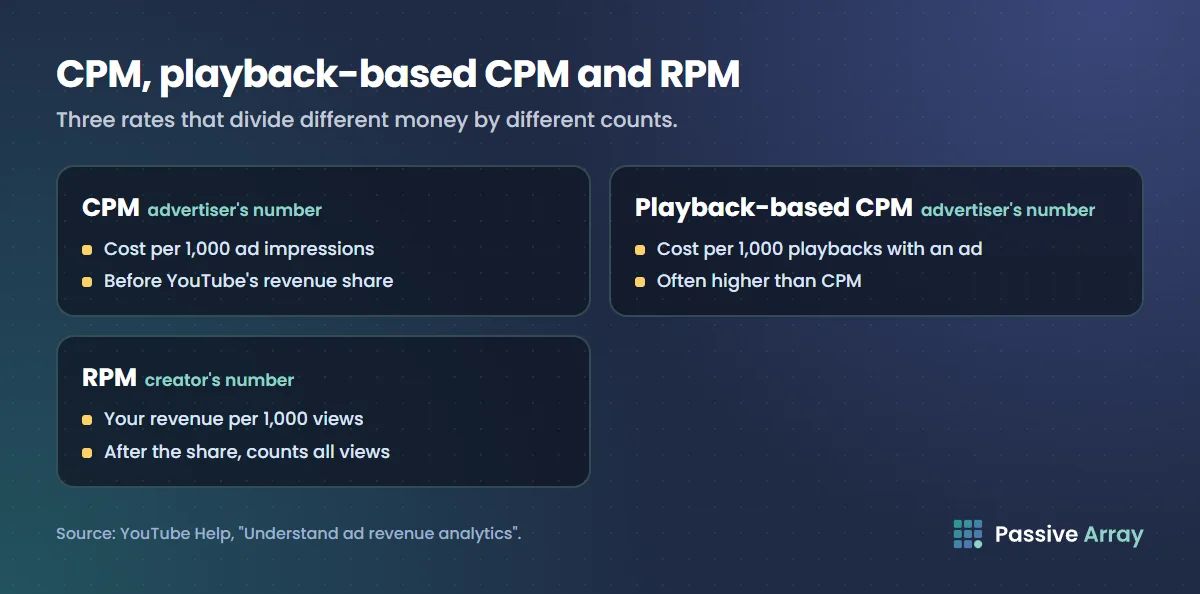 CPM, playback-based CPM and RPM
Three rates that divide different money by different counts.
CPM advertiser's number
Cost per 1,000 ad impressions
Before YouTube's revenue share
Playback-based CPM advertiser's number
Cost per 1,000 playbacks with an ad
Often higher than CPM
RPM creator's number
Your revenue per 1,000 views
After the share, counts all views
Source: YouTube Help, "Understand ad revenue analytics".
Passive Array